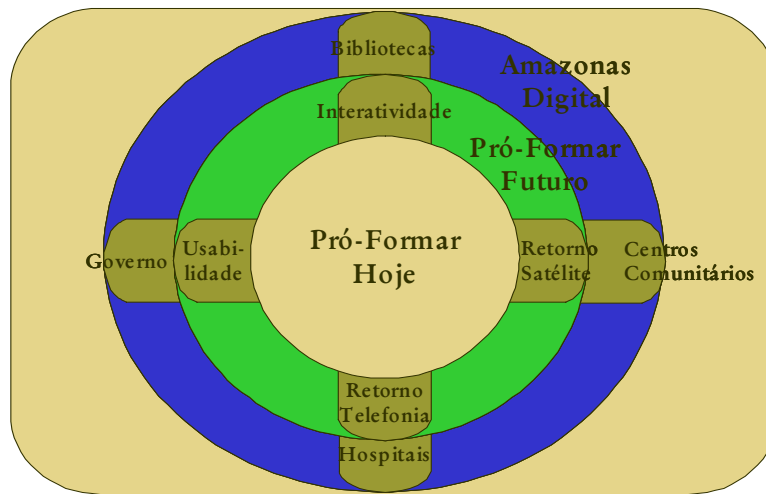 Bibliotecas
Amazonas
Digital
Interatividade
Pró-Formar
Futuro
Governo
Usabi-
lidade
Pró-Formar
Hoje
Retorno
Satélite
Centros
Comunitários
Retorno
Telefonia
Hospitais